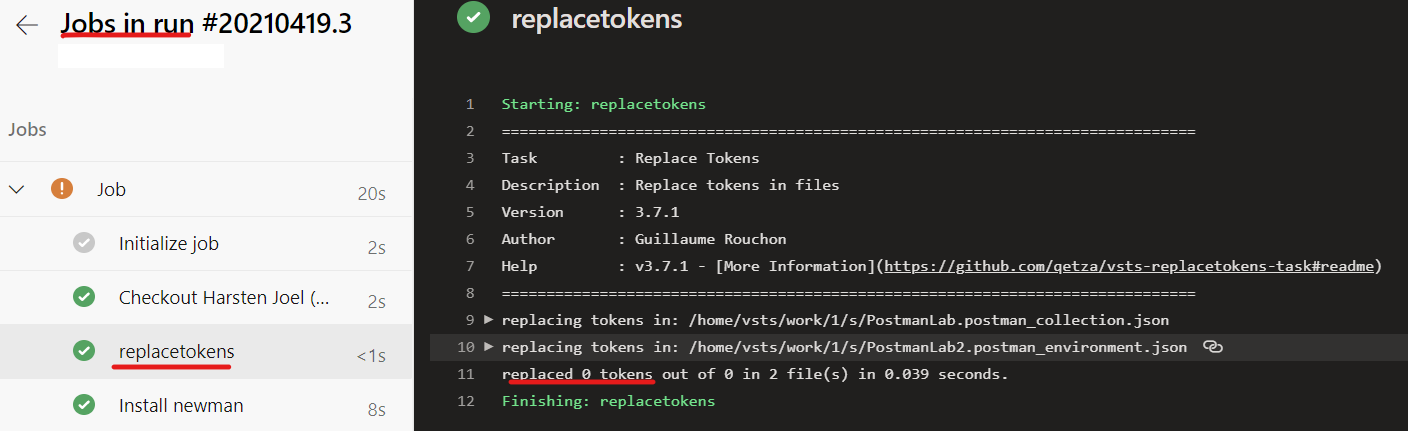 Jobs in run #20210419.3
Jobs
Job
20s
Initialize job
2s
Checkout Harsten Joel (...
2s
replacetokens
<1s
Install newman
8s
replacetokens
1 Starting: replacetokens
2 ==============================================================================
3 Task : Replace Tokens
4 Description : Replace tokens in files
5 Version : 3.7.1
6 Author : Guillaume Rouchon
7 Help : v3.7.1 - [More Information](https://github.com/qetza/vsts-replacetokens-task#readme)
8 ==============================================================================
9 replacing tokens in: /home/vsts/work/1/s/PostmanLab.postman_collection.json
10 replacing tokens in: /home/vsts/work/1/s/PostmanLab2.postman_environment.json
11 replaced 0 tokens out of 0 in 2 file(s) in 0.039 seconds.
12 Finishing: replacetokens